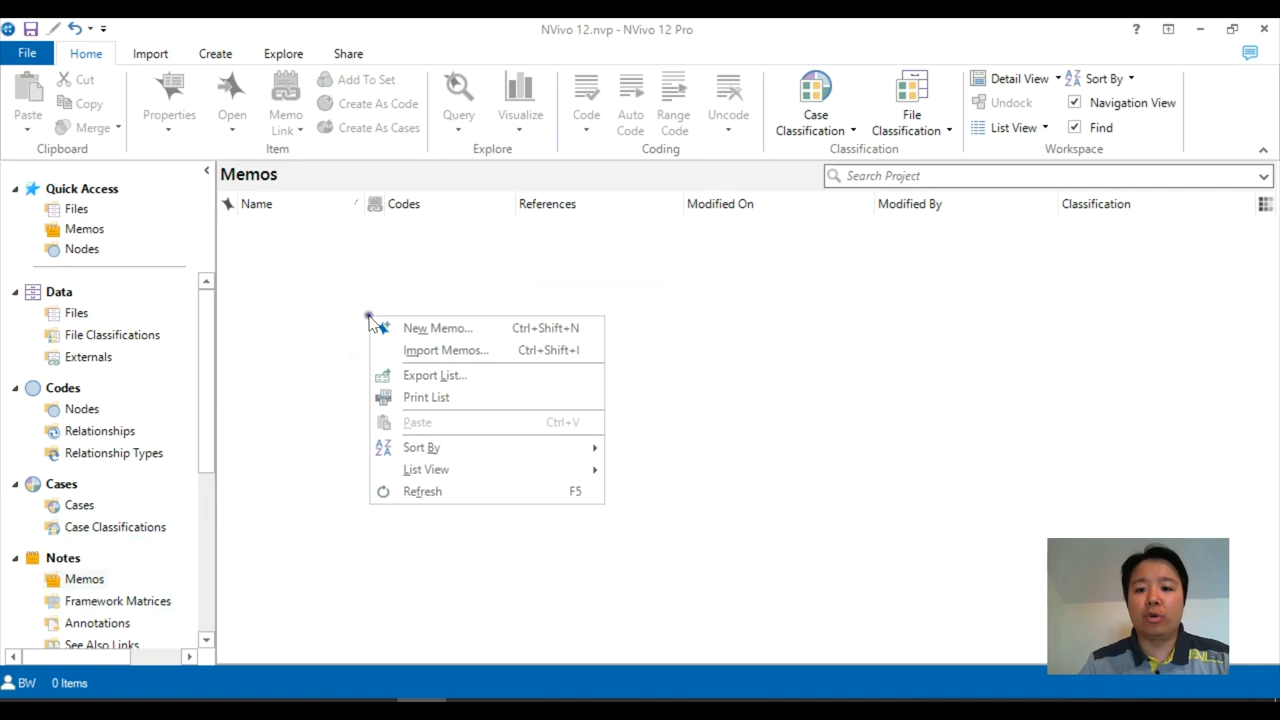 NVivo 12.nvp - NVivo 12 Pro
File Home Import Create Explore Share
Paste
Cut
Copy
Merge
Clipboard
Properties
Open
Memo Link
Add To Set
Create As Code
Create As Cases
Item
Query
Visualize
Explore
Code
Auto Code
Range Code
Uncode
Coding
Case Classification
File Classification
Classification
Detail View
Sort By
Undock
Navigation View
List View
Find
Workspace
Quick Access
Files
Memos
Nodes
Data
Files
File Classifications
Externals
Codes
Nodes
Relationships
Relationship Types
Cases
Cases
Case Classifications
Notes
Memos
Framework Matrices
Annotations
See Also Links
Memos
Search Project
Name Codes References Modified On Modified By Classification
New Memo... Ctrl+Shift+N
Import Memos... Ctrl+Shift+I
Export List...
Print List
Paste Ctrl+V
Sort By
List View
Refresh F5
BW 0 Items